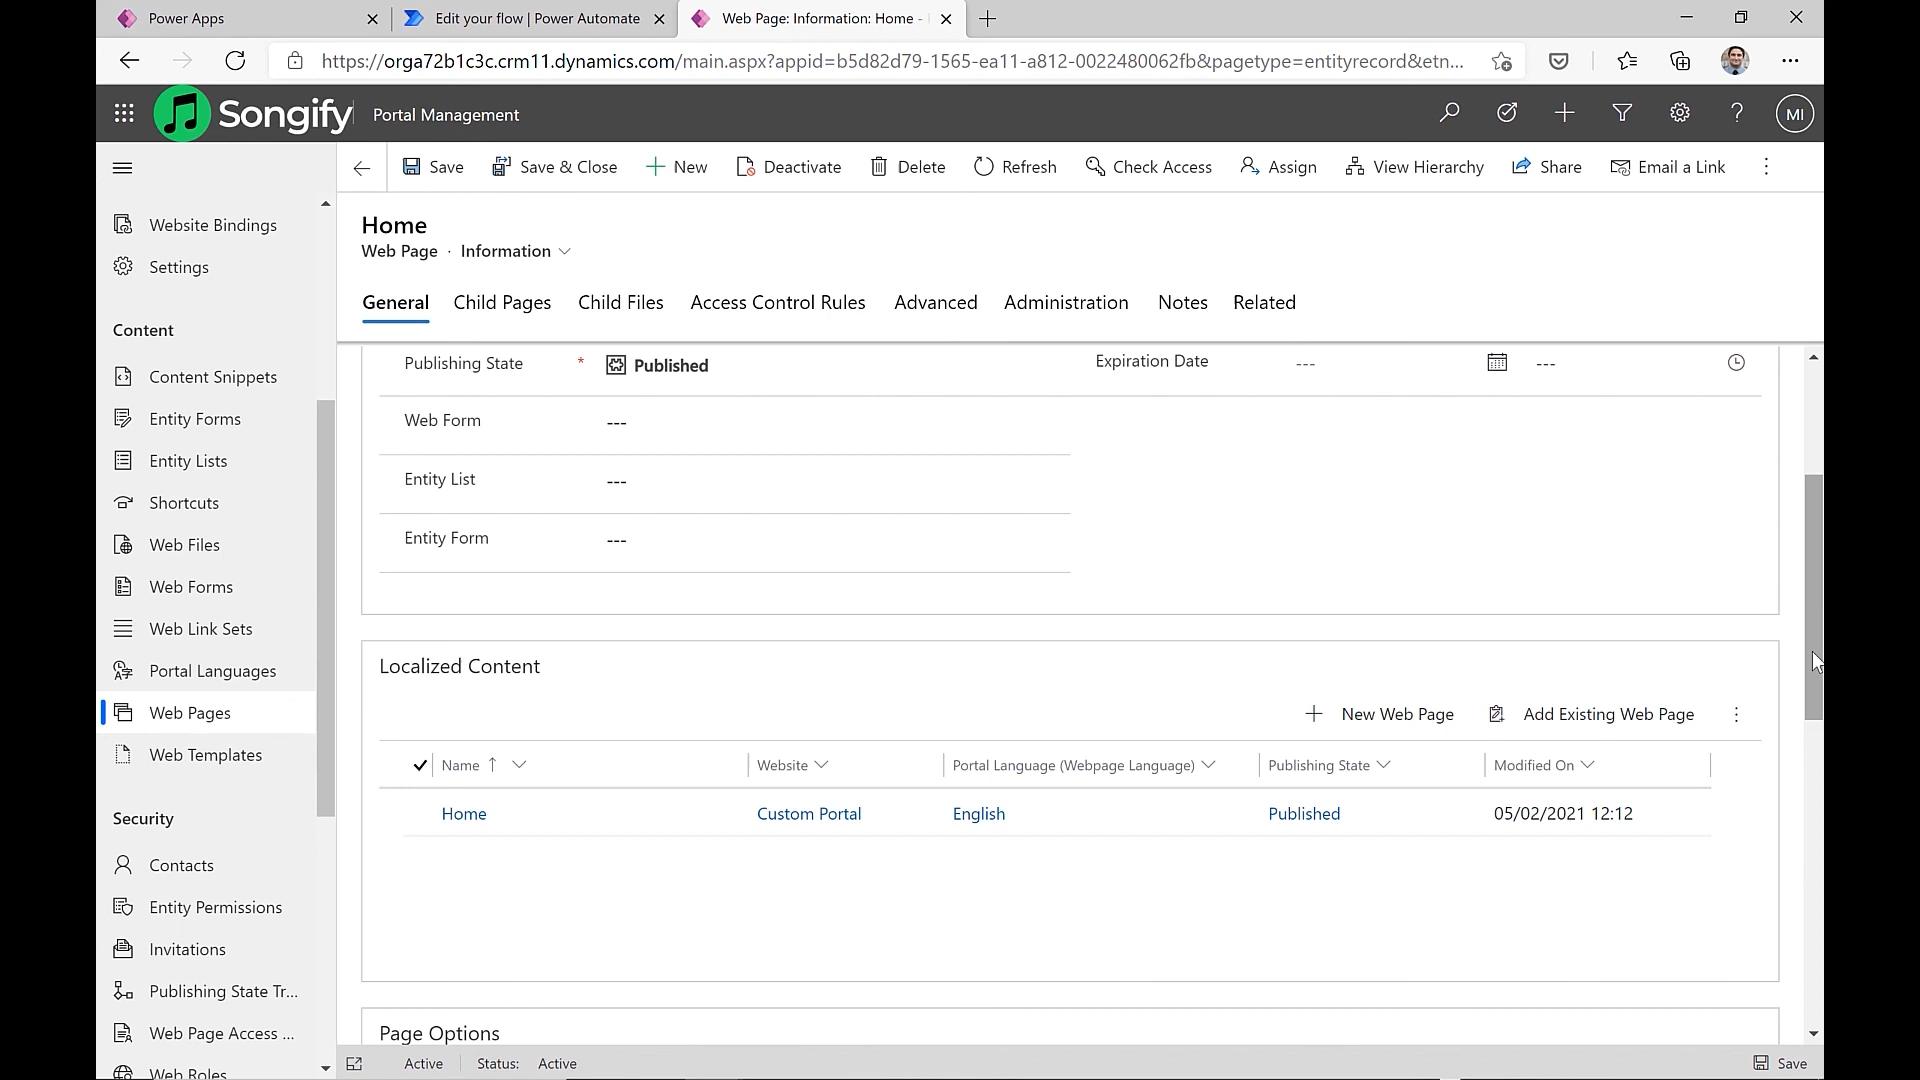 Power Apps
Edit your flow | Power Automate
Web Page: Information: Home -
https://orga72b1c3c.crm11.dynamics.com/main.aspx?appid=b5d82d79-1565-ea11-a812-0022480062fb&pagetype=entityrecord&etn...
Songify
Portal Management
MI
Save
Save & Close
New
Deactivate
Delete
Refresh
Check Access
Assign
View Hierarchy
Share
Email a Link
Website Bindings
Settings
Content
Content Snippets
Entity Forms
Entity Lists
Shortcuts
Web Files
Web Forms
Web Link Sets
Portal Languages
Web Pages
Web Templates
Security
Contacts
Entity Permissions
Invitations
Publishing State Tr...
Web Page Access ...
Web Roles
Home
Web Page · Information
General
Child Pages
Child Files
Access Control Rules
Advanced
Administration
Notes
Related
Publishing State * Published
Expiration Date --- ---
Web Form ---
Entity List ---
Entity Form ---
Localized Content
New Web Page
Add Existing Web Page
Name ↑ Website Portal Language (Webpage Language) Publishing State Modified On
Home Custom Portal English Published 05/02/2021 12:12
Page Options
Active Status: Active
Save